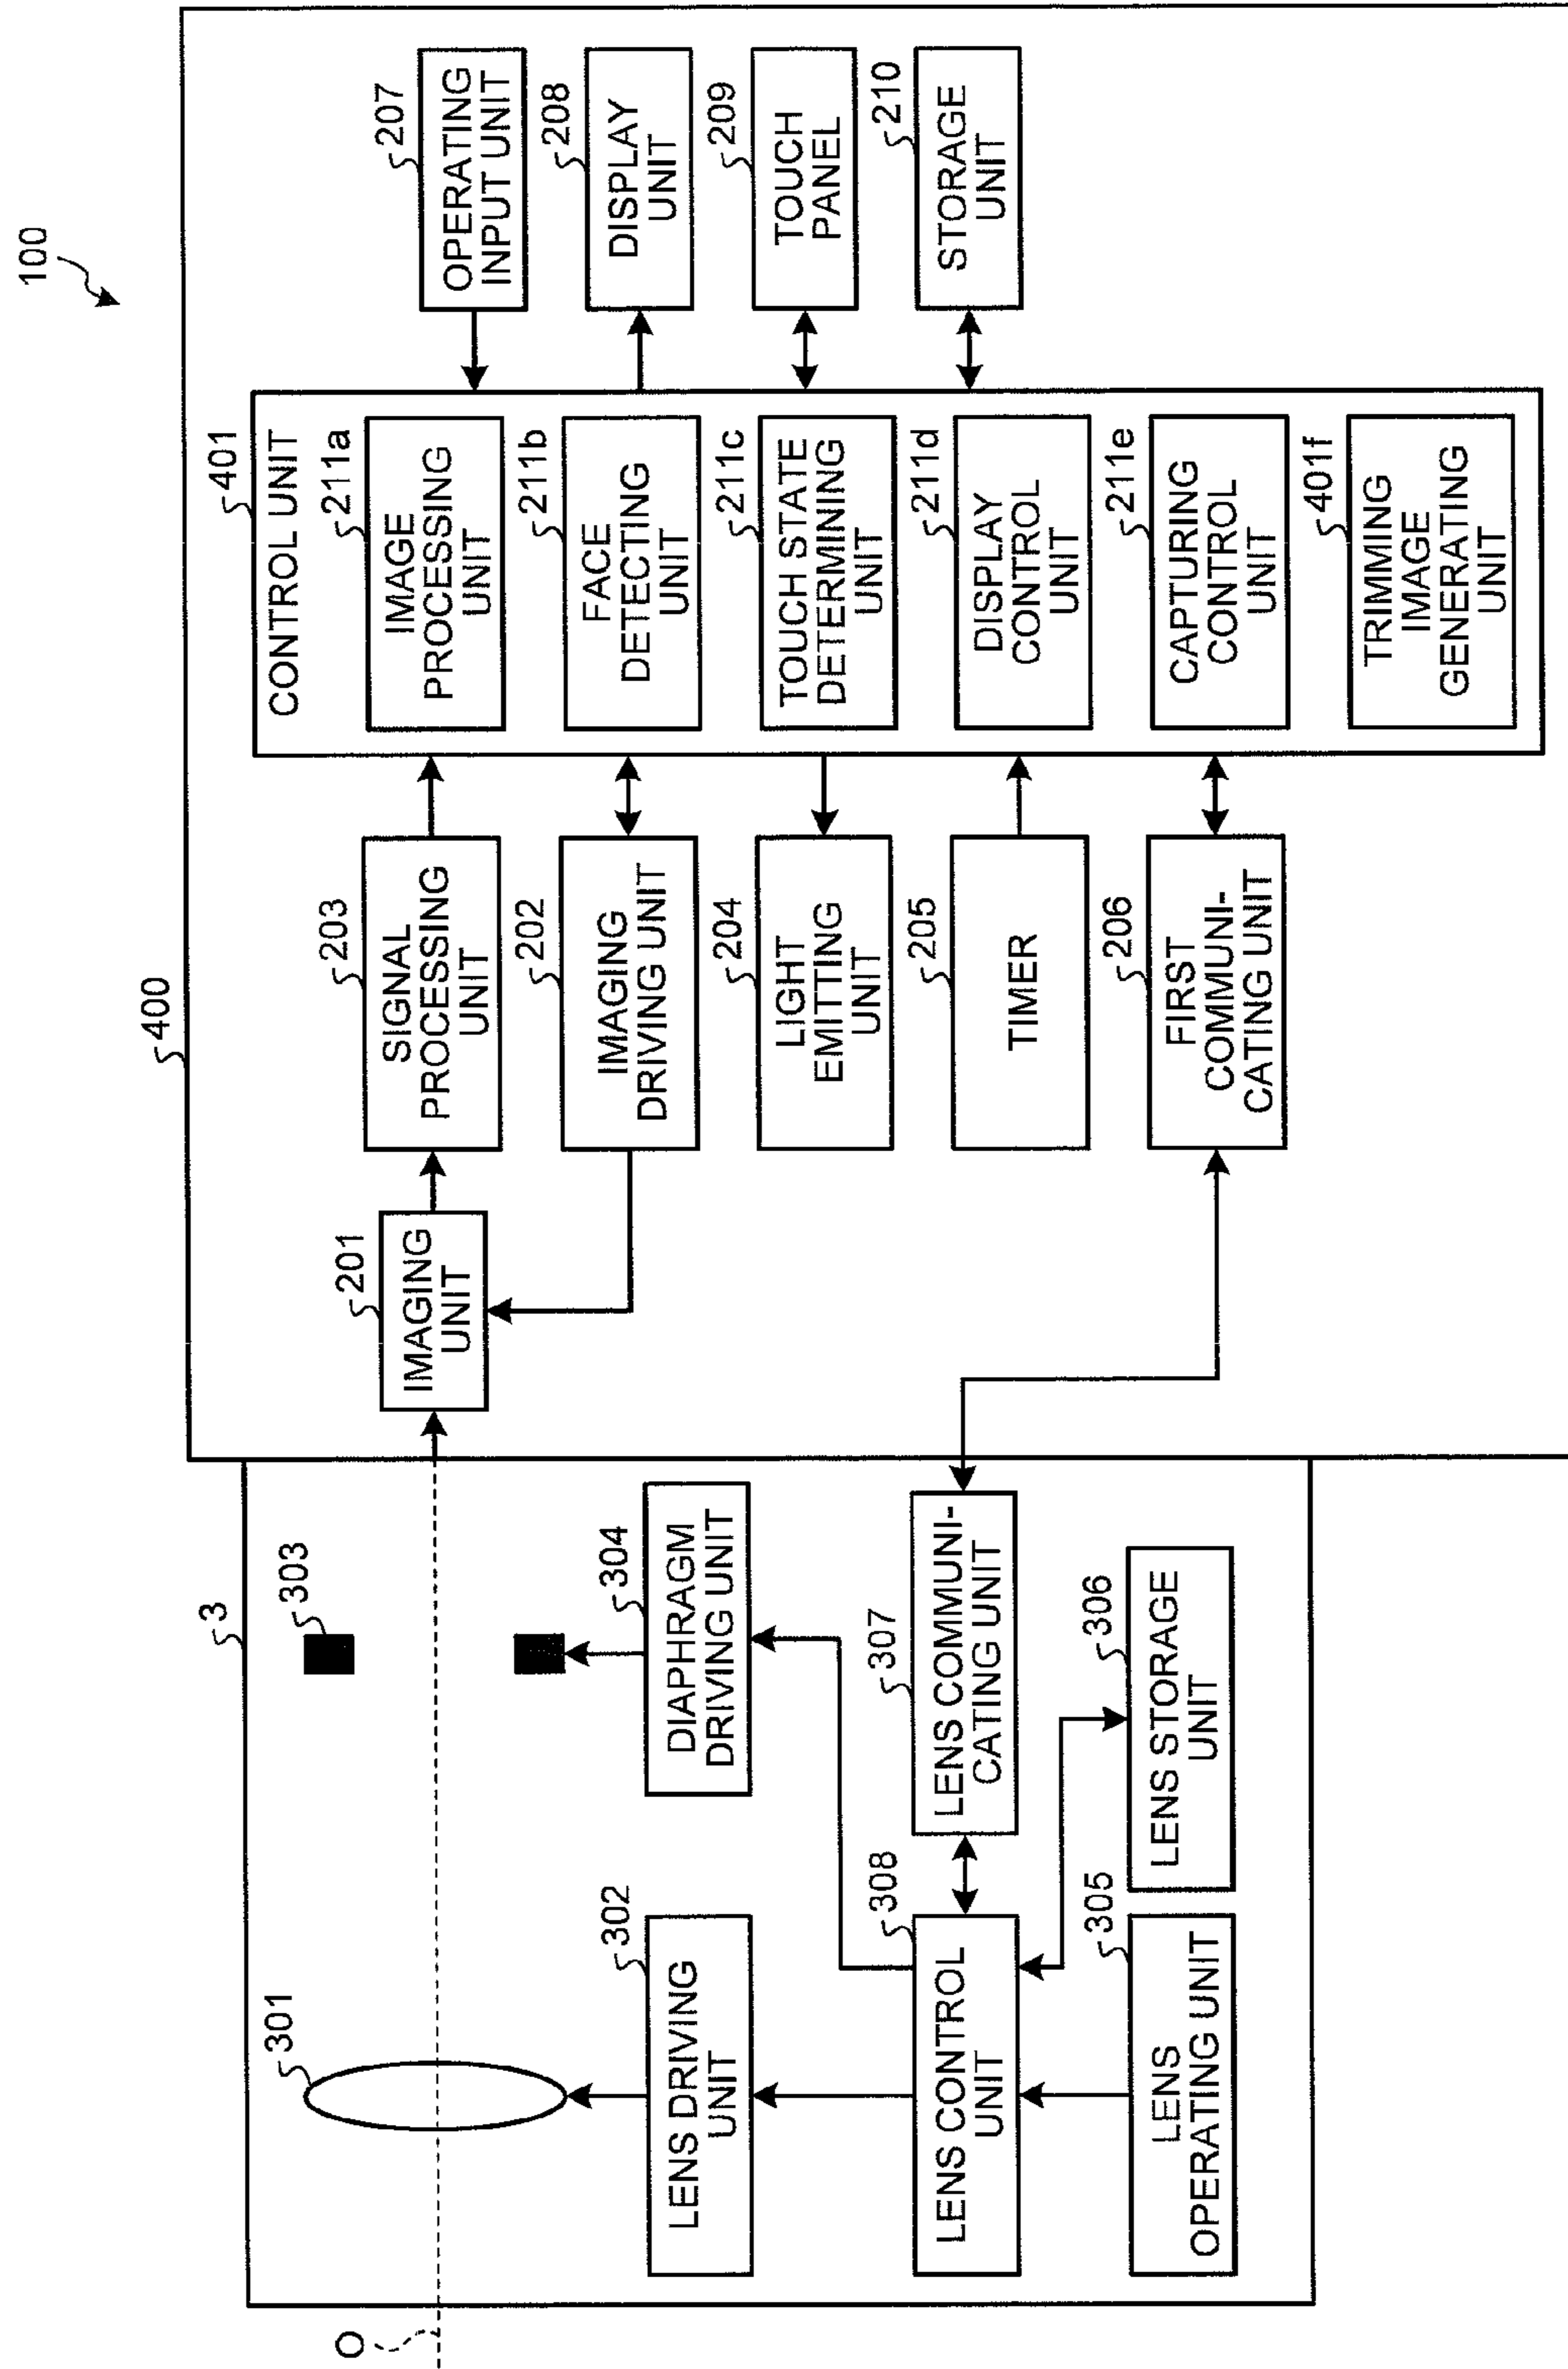 100
400
3
O
301
303
LENS DRIVING
UNIT
302
DIAPHRAGM
DRIVING UNIT
304
LENS CONTROL
UNIT
308
LENS COMMUNI-
CATING UNIT
307
LENS
OPERATING UNIT
305
LENS STORAGE
UNIT
306
IMAGING
UNIT
201
SIGNAL
PROCESSING
UNIT
203
IMAGING
DRIVING UNIT
202
LIGHT
EMITTING
UNIT
204
TIMER
205
FIRST
COMMUNI-
CATING UNIT
206
CONTROL UNIT
401
IMAGE
PROCESSING
UNIT
211a
FACE
DETECTING
UNIT
211b
TOUCH STATE
DETERMINING
UNIT
211c
DISPLAY
CONTROL
UNIT
211d
CAPTURING
CONTROL
UNIT
211e
TRIMMING
IMAGE
GENERATING
UNIT
401f
OPERATING
INPUT UNIT
207
DISPLAY
UNIT
208
TOUCH
PANEL
209
STORAGE
UNIT
210